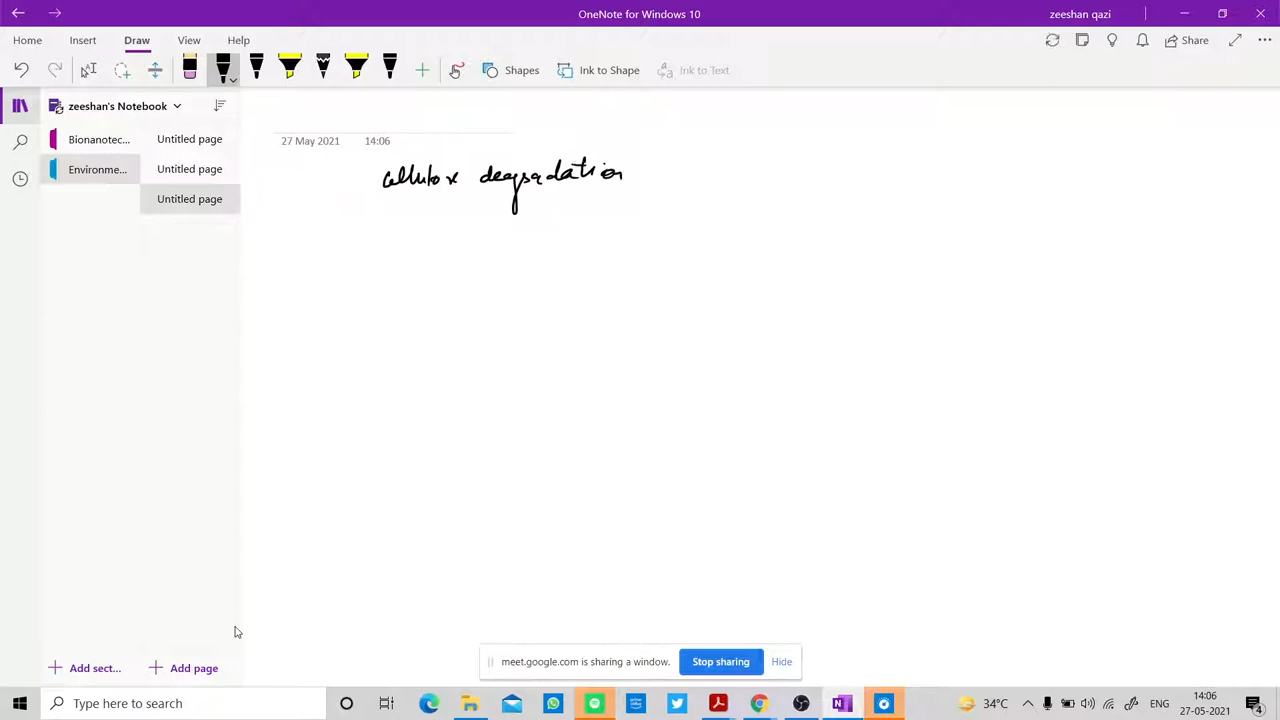 OneNote for Windows 10
zeeshan qazi
Home Insert Draw View Help
Share
Shapes
Ink to Shape
Ink to Text
zeeshan's Notebook
Bionanotec...
Environme...
Untitled page
Untitled page
Untitled page
27 May 2021 14:06
cellulose degradation
Add sect...
Add page
meet.google.com is sharing a window.
Stop sharing
Hide
Type here to search
34°C
ENG
14:06
27-05-2021
4